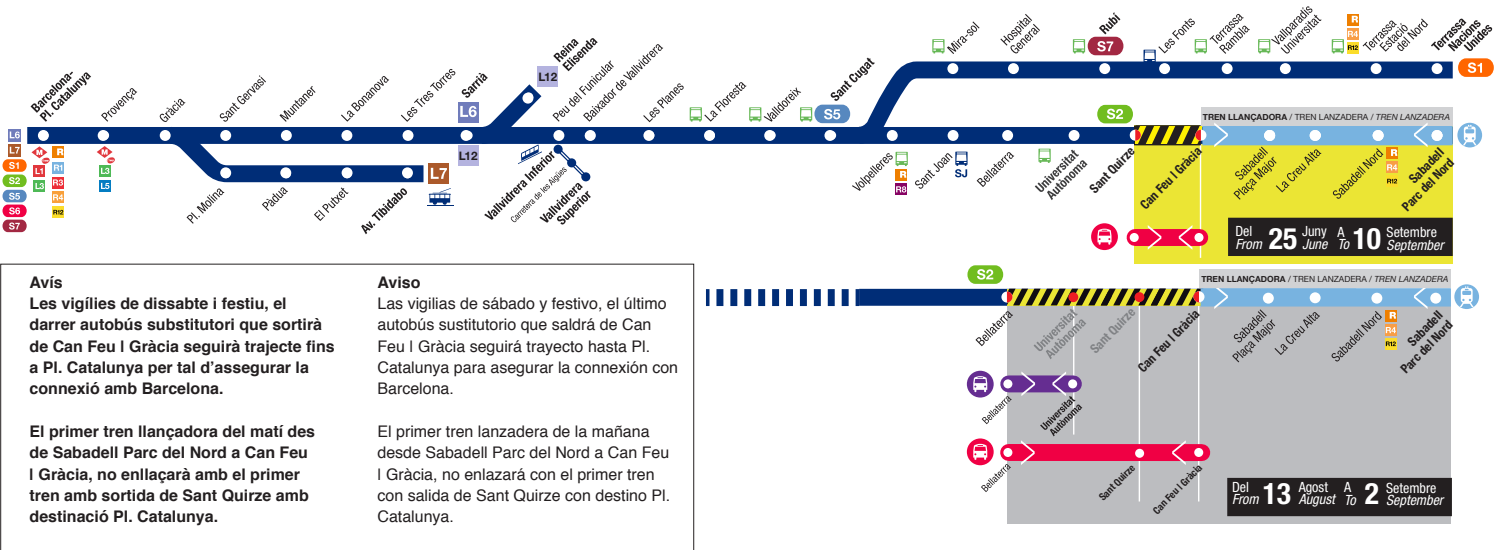 Barcelona-
Pl. Catalunya
Provença
Gràcia
Sant Gervasi
Muntaner
La Bonanova
Les Tres Torres
Sarrià
L6
L12
Reina
Elisenda
L12
Peu del Funicular
Baixador de Vallvidrera
Les Planes
La Floresta
Valldoreix
Sant Cugat
S5
Mira-sol
Hospital
General
Rubí
S7
Les Fonts
Terrassa
Rambla
Vallparadís
Universitat
R
R4
R12
Terrassa
Estació
del Nord
Terrassa
Nacions
Unides
S1
L6
L7
S1
S2
S5
S6
S7
M
L1
L3
R
R1
R3
R4
R12
M
L3
L5
Pl. Molina
Pàdua
El Putxet
Av. Tibidabo
L7
Vallvidrera Inferior
Carretera de les Aigües
Vallvidrera
Superior
Volpelleres
R
R8
Sant Joan
SJ
Bellaterra
Universitat
Autònoma
S2
Sant Quirze
Can Feu I Gràcia
TREN LLANÇADORA / TREN LANZADERA / TREN LANZADERA
Sabadell
Plaça Major
La Creu Alta
Sabadell Nord
R
R4
R12
Sabadell
Parc del Nord
Del
From 25 Juny
June A
To 10 Setembre
September
S2
TREN LLANÇADORA / TREN LANZADERA / TREN LANZADERA
Bellaterra
Universitat
Autònoma
Sant Quirze
Can Feu I Gràcia
Sabadell
Plaça Major
La Creu Alta
Sabadell Nord
R
R4
R12
Sabadell
Parc del Nord
Bellaterra
Universitat
Autònoma
Bellaterra
Sant Quirze
Can Feu I Gràcia
Del
From 13 Agost
August A
To 2 Setembre
September
Avís
Les vigílies de dissabte i festiu, el
darrer autobús substitutori que sortirà
de Can Feu I Gràcia seguirà trajecte fins
a Pl. Catalunya per tal d'assegurar la
connexió amb Barcelona.
El primer tren llançadora del matí des
de Sabadell Parc del Nord a Can Feu
I Gràcia, no enllaçarà amb el primer
tren amb sortida de Sant Quirze amb
destinació Pl. Catalunya.
Aviso
Las vigilias de sábado y festivo, el último
autobús sustitutorio que saldrá de Can
Feu I Gràcia seguirá trayecto hasta Pl.
Catalunya para asegurar la connexión con
Barcelona.
El primer tren lanzadera de la mañana
desde Sabadell Parc del Nord a Can Feu
I Gràcia, no enlazará con el primer tren
con salida de Sant Quirze con destino Pl.
Catalunya.